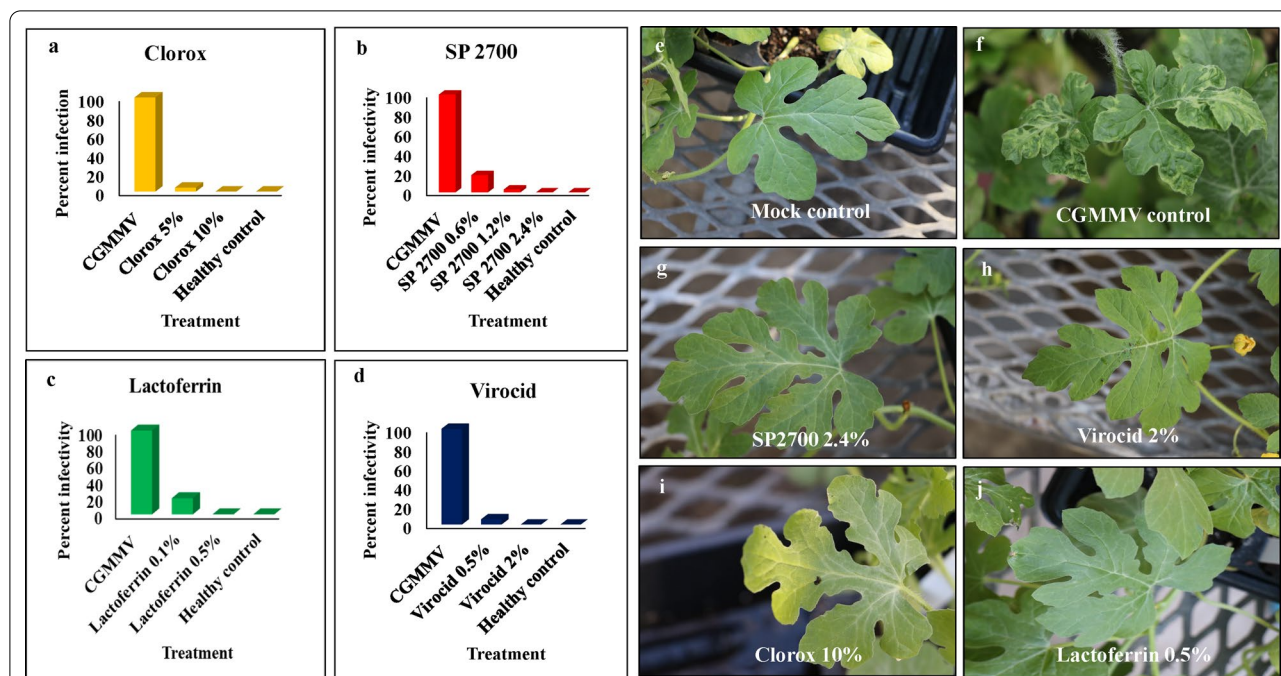 a
Clorox
Percent infection
100
80
60
40
20
0
CGMMV
Clorox 5%
Clorox 10%
Healthy control
Treatment
b
SP 2700
Percent infectivity
100
80
60
40
20
0
CGMMV
SP 2700 0.6%
SP 2700 1.2%
SP 2700 2.4%
Healthy control
Treatment
c
Lactoferrin
Percent infectivity
100
80
60
40
20
0
CGMMV
Lactoferrin 0.1%
Lactoferrin 0.5%
Healthy control
Treatment
d
Virocid
Percent infectivity
100
80
60
40
20
0
CGMMV
Virocid 0.5%
Virocid 2%
Healthy control
Treatment
e
Mock control
f
CGMMV control
g
SP2700 2.4%
h
Virocid 2%
i
Clorox 10%
j
Lactoferrin 0.5%